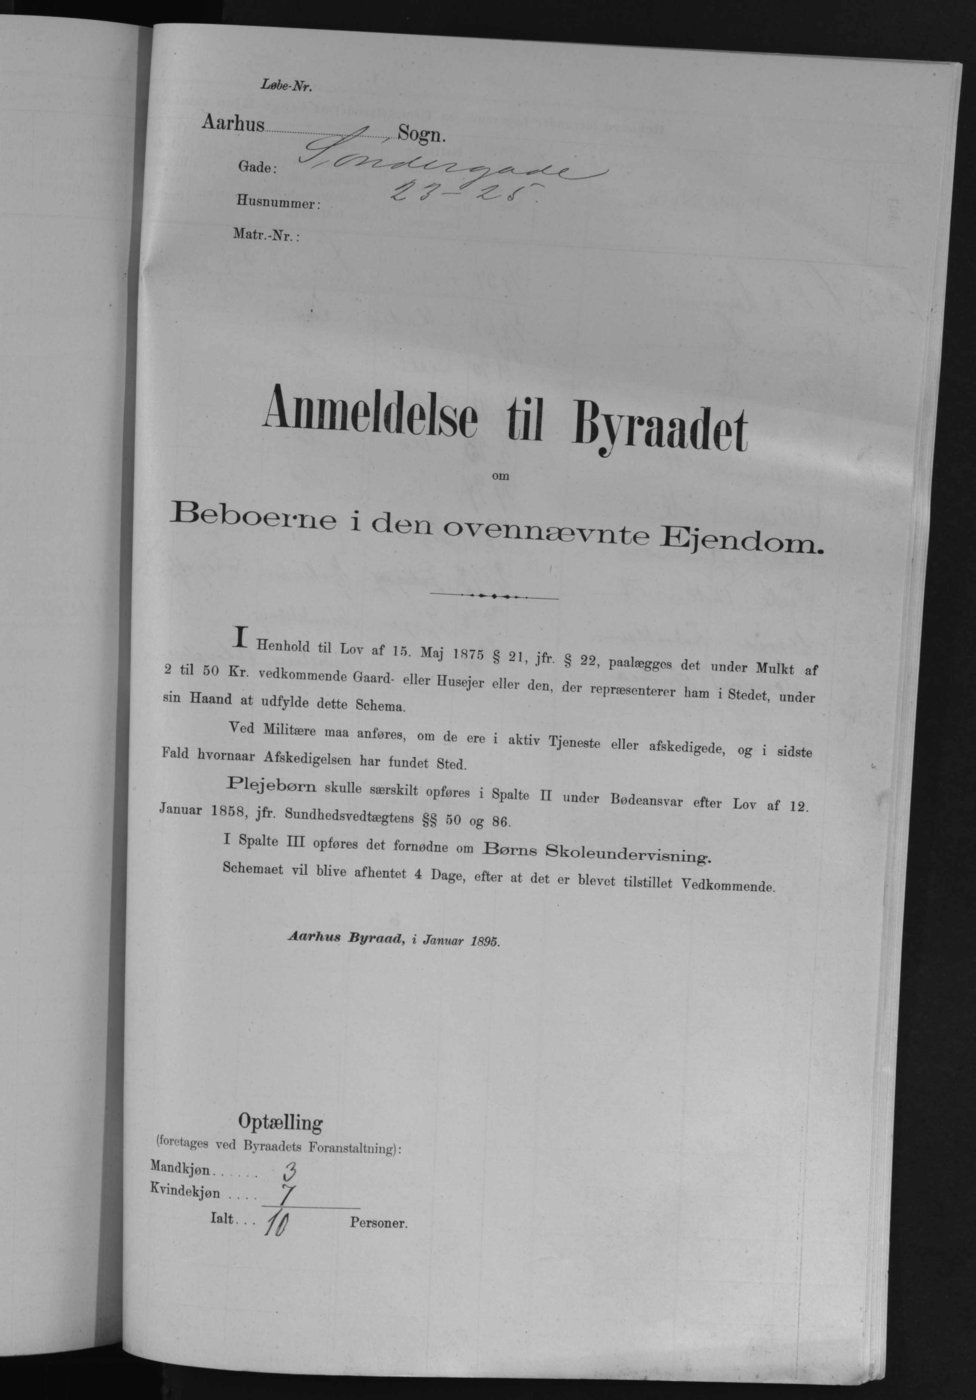 Løbe-Nr.
Aarhus Sogn.
Gade: Søndergade
Husnummer: 23-25.
Matr.-Nr.:
Anmeldelse til Byraadet
om
Beboerne i den ovennævnte Ejendom.
I Henhold til Lov af 15. Maj 1875 § 21, jfr. § 22, paalægges det under Mulkt af
2 til 50 Kr. vedkommende Gaard- eller Husejer eller den, der repræsenterer ham i Stedet, under
sin Haand at udfylde dette Schema.
Ved Militære maa anføres, om de ere i aktiv Tjeneste eller afskedigede, og i sidste
Fald hvornaar Afskedigelsen har fundet Sted.
Plejebørn skulle særskilt opføres i Spalte II under Bødeansvar efter Lov af 12.
Januar 1858, jfr. Sundhedsvedtægtens §§ 50 og 86.
I Spalte III opføres det fornødne om Børns Skoleundervisning.
Schemaet vil blive afhentet 4 Dage, efter at det er blevet tilstillet Vedkommende.
Aarhus Byraad, i Januar 1895.
Optælling
(foretages ved Byraadets Foranstaltning):
Mandkjøn...... 3
Kvindekjøn .... 7
Ialt... 10 Personer.